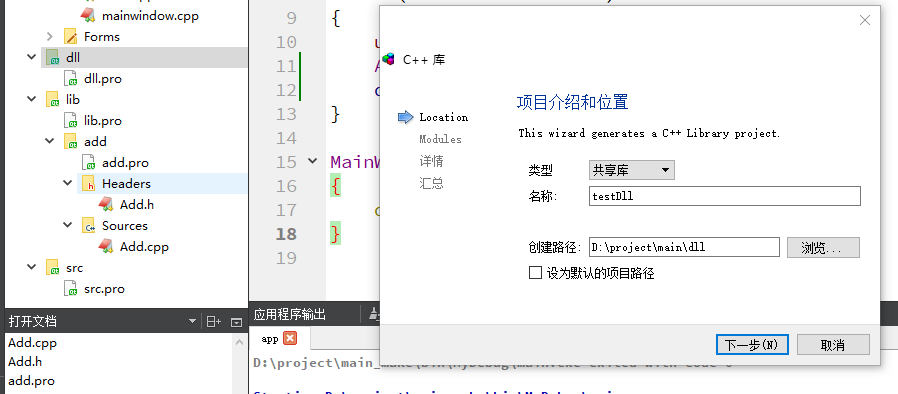 mainwindow.cpp
Forms
dll
dll.pro
lib
lib.pro
add
add.pro
Headers
Add.h
Sources
Add.cpp
src
src.pro
打开文档
Add.cpp
Add.h
add.pro
9 {
10 u
11 A
12
13 }
14
15 MainW
16 {
17
18 }
19
C++ 库
Location
Modules
详情
汇总
项目介绍和位置
This wizard generates a C++ Library project.
类型 共享库
名称: testDll
创建路径: D:\project\main\dll 浏览...
设为默认的项目路径
下一步(N) 取消
应用程序输出
app